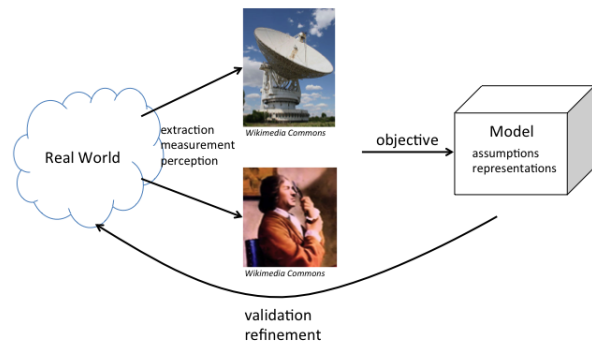 Real World
extraction
measurement
perception
Wikimedia Commons
Wikimedia Commons
objective
Model
assumptions
representations
validation
refinement